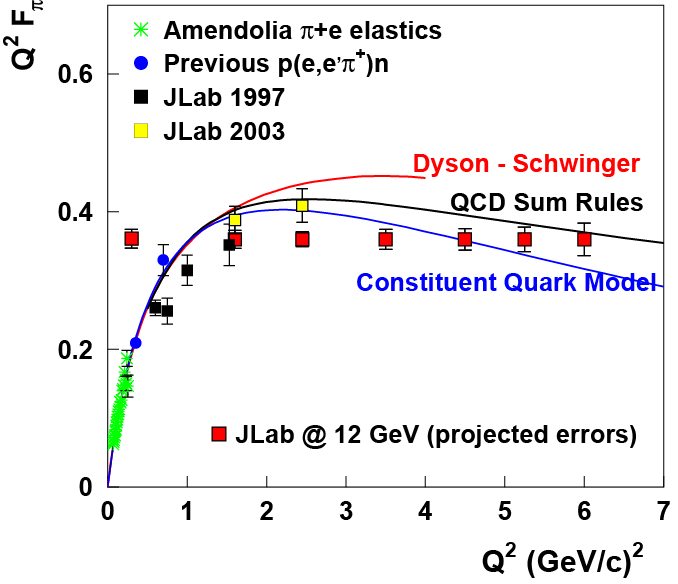 Q² Fπ
Amendolia π+e elastics
Previous p(e,e’π⁺)n
JLab 1997
JLab 2003
0.6
Dyson - Schwinger
QCD Sum Rules
0.4
Constituent Quark Model
0.2
JLab @ 12 GeV (projected errors)
0
0 1 2 3 4 5 6 7
Q² (GeV/c)²